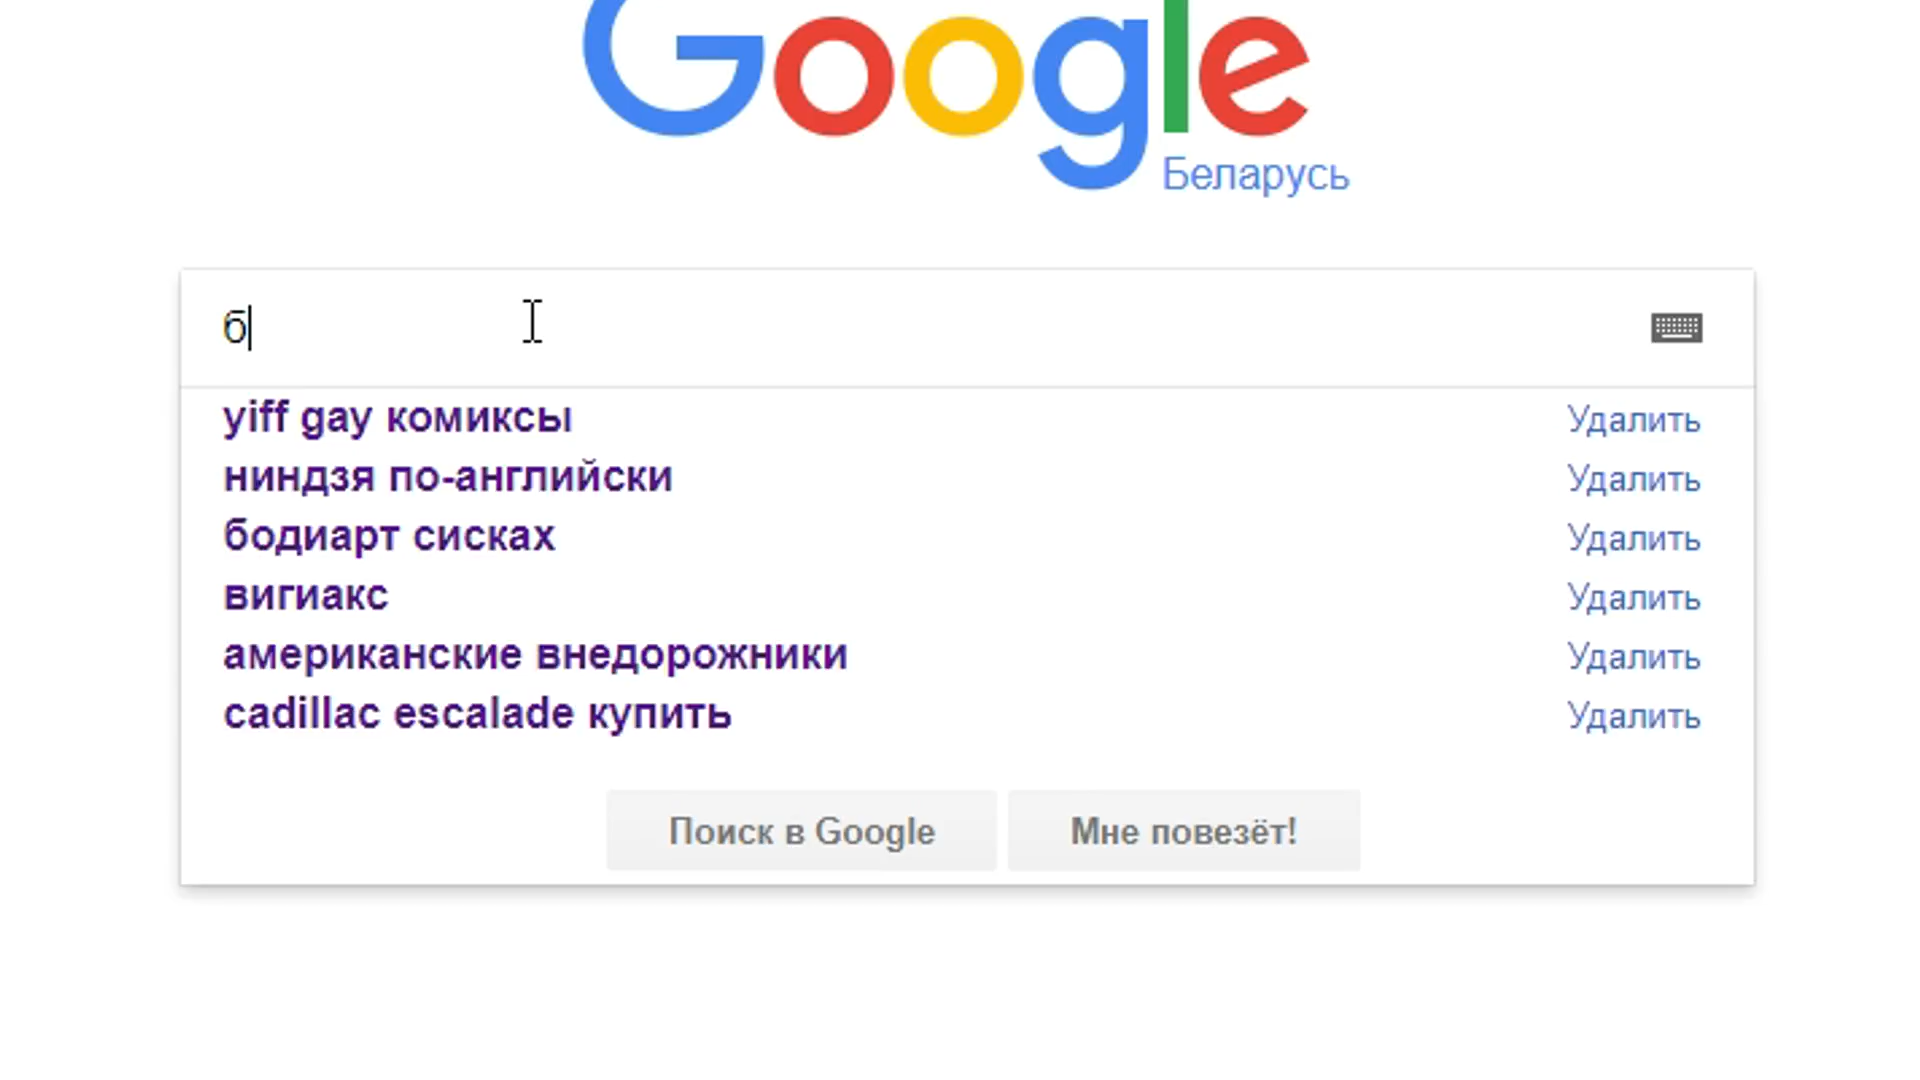 Google
Беларусь
б
yiff gay комиксы Удалить
ниндзя по-английски Удалить
бодиарт сисках Удалить
вигиакс Удалить
американские внедорожники Удалить
cadillac escalade купить Удалить
Поиск в Google Мне повезёт!